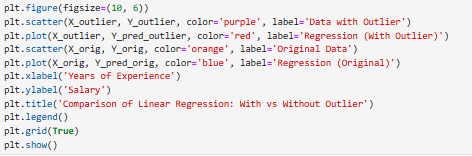 plt.figure(figsize=(10, 6))
plt.scatter(X_outlier, Y_outlier, color='purple', label='Data with Outlier')
plt.plot(X_outlier, Y_pred_outlier, color='red', label='Regression (With Outlier)')
plt.scatter(X_orig, Y_orig, color='orange', label='Original Data')
plt.plot(X_orig, Y_pred_orig, color='blue', label='Regression (Original)')
plt.xlabel('Years of Experience')
plt.ylabel('Salary')
plt.title('Comparison of Linear Regression: With vs Without Outlier')
plt.legend()
plt.grid(True)
plt.show()